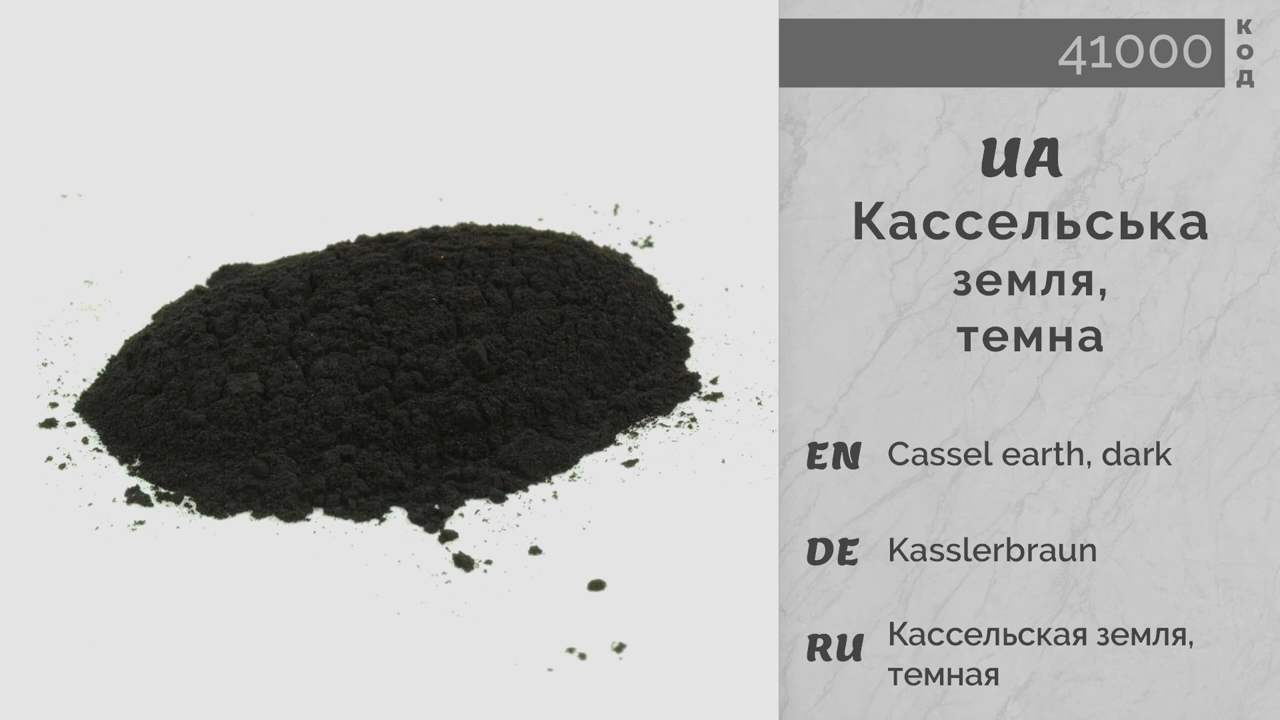 41000
КОД
UA
Кассельська
земля,
темна
EN Cassel earth, dark
DE Kasslerbraun
RU Кассельская земля,
темная